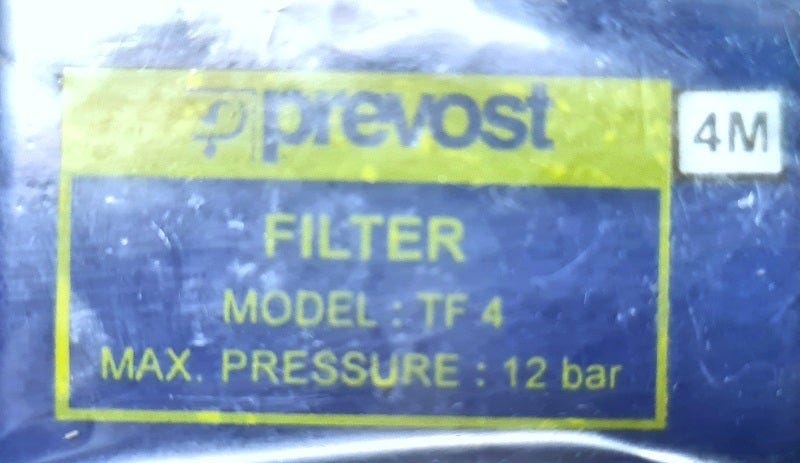 prevost
4M
FILTER
MODEL : TF 4
MAX. PRESSURE : 12 bar